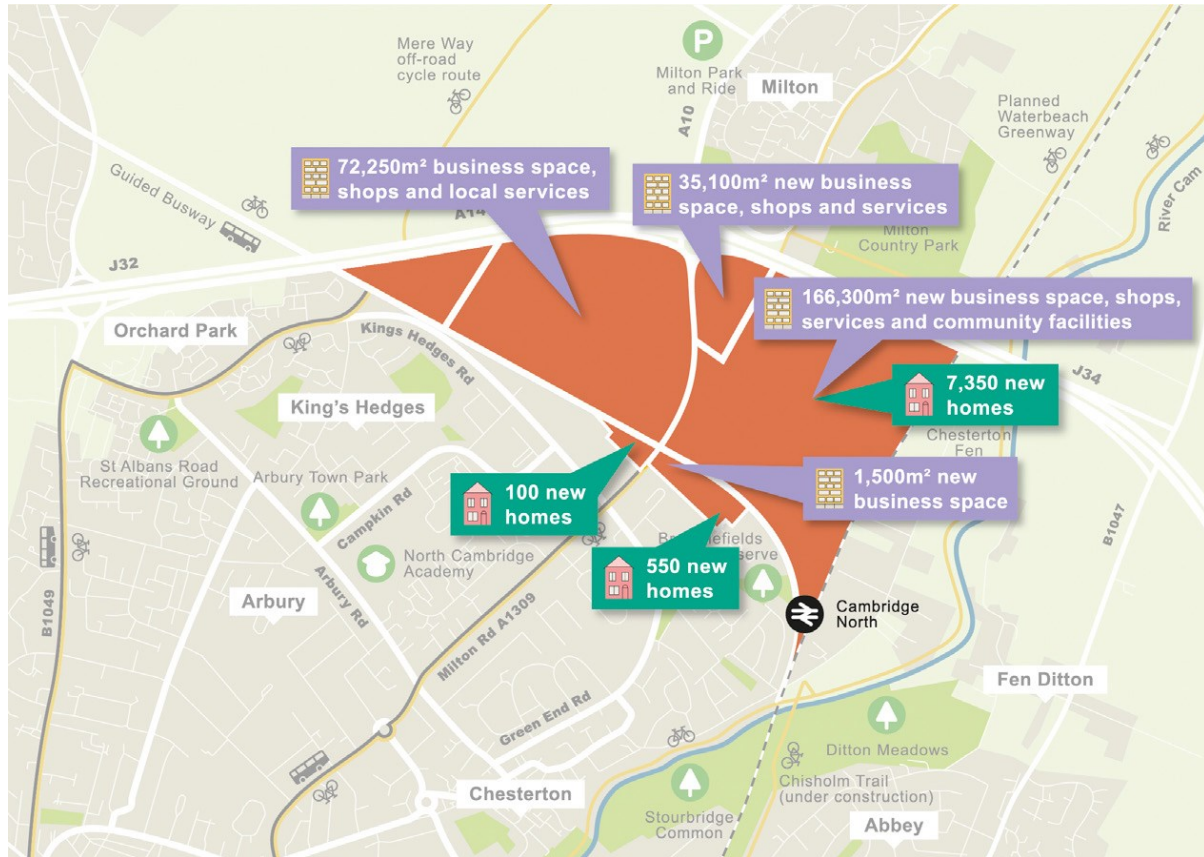 Mere Way
off-road
cycle route
P
Milton Park
and Ride
Milton
A10
Planned
Waterbeach
Greenway
River Cam
Guided Busway
72,250m² business space,
shops and local services
35,100m² new business
space, shops and services
A14
Milton
Country Park
J32
166,300m² new business space, shops,
services and community facilities
Orchard Park
Kings Hedges Rd
J34
7,350 new
homes
King's Hedges
Chesterton
Fen
St Albans Road
Recreational Ground
Arbury Town Park
100 new
homes
1,500m² new
business space
Campkin Rd
B1047
North Cambridge
Academy
550 new
homes
B1049
Arbury
Arbury Rd
Cambridge
North
Milton Rd A1309
Fen Ditton
Green End Rd
Ditton Meadows
Chesterton
Chisholm Trail
(under construction)
Stourbridge
Common
Abbey